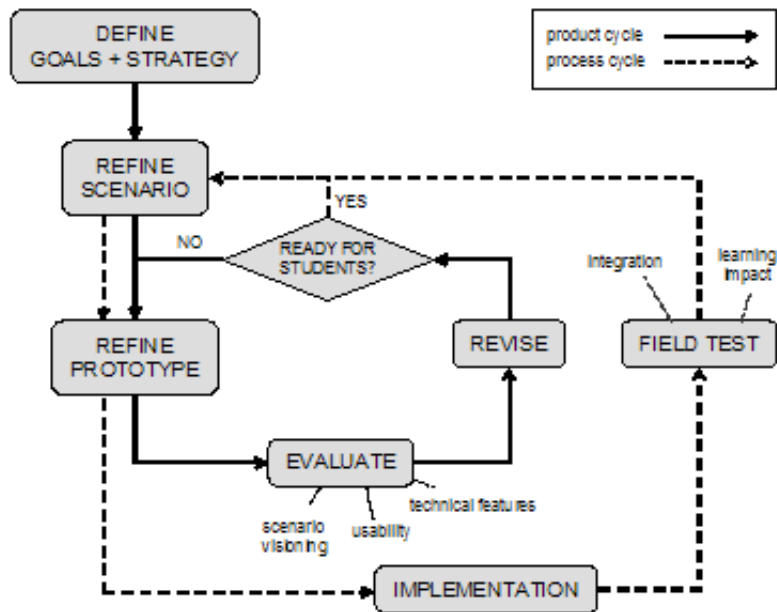 DEFINE
GOALS + STRATEGY
product cycle
process cycle
REFINE
SCENARIO
YES
NO
READY FOR
STUDENTS?
integration
learning
impact
REFINE
PROTOTYPE
REVISE
FIELD TEST
EVALUATE
technical features
scenario
visioning
usability
IMPLEMENTATION